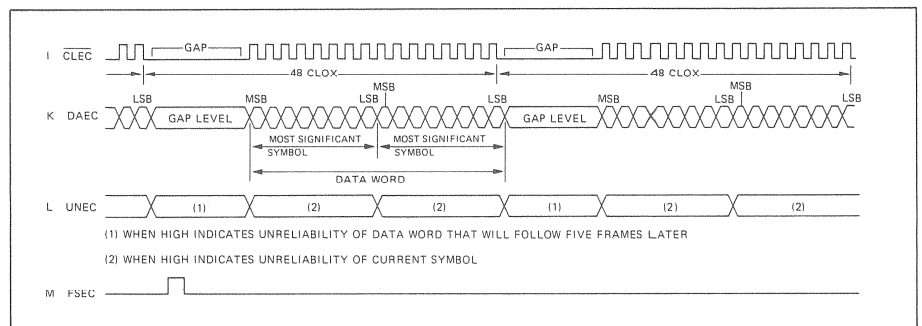 I CLEC GAP GAP
48 CLOX 48 CLOX
LSB MSB LSB MSB LSB MSB LSB MSB LSB
K DAEC GAP LEVEL GAP LEVEL
MOST SIGNIFICANT SYMBOL MOST SIGNIFICANT SYMBOL
DATA WORD
L UNEC (1) (2) (2) (1) (2) (2)
(1) WHEN HIGH INDICATES UNRELIABILITY OF DATA WORD THAT WILL FOLLOW FIVE FRAMES LATER
(2) WHEN HIGH INDICATES UNRELIABILITY OF CURRENT SYMBOL
M FSEC